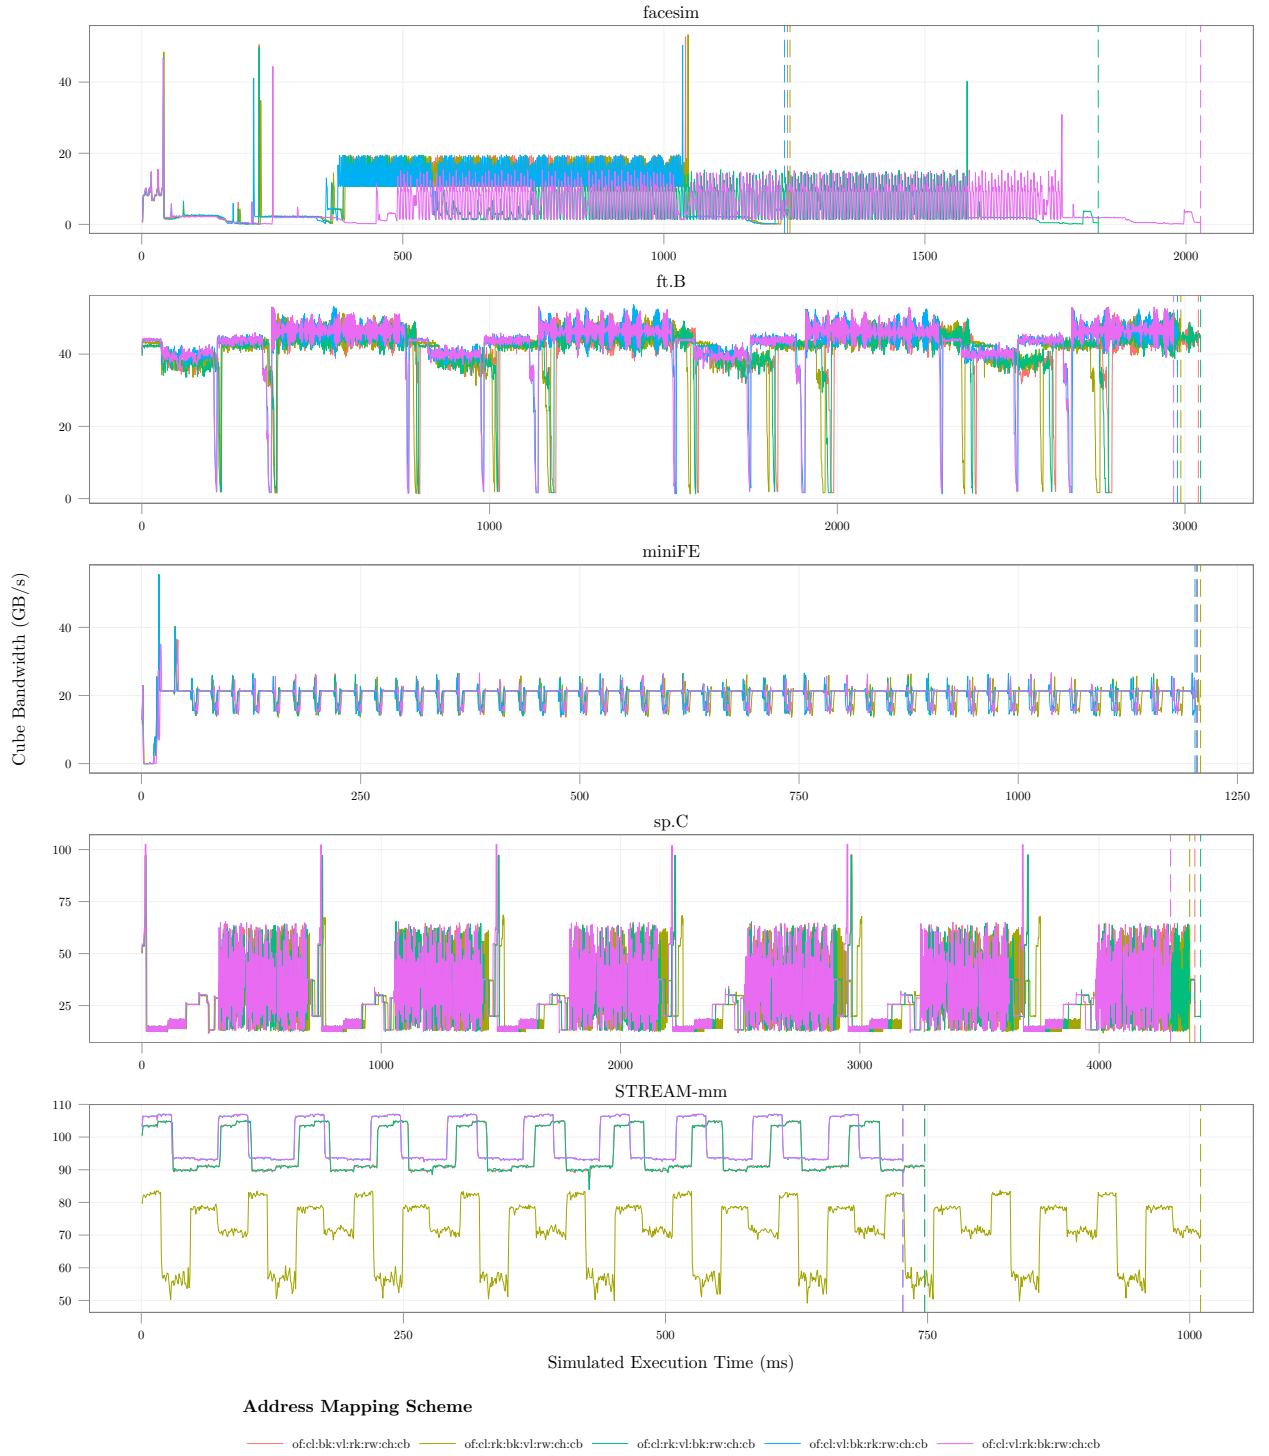 facesim
40
20
0
0 500 1000 1500 2000
ft.B
40
20
0
0 1000 2000 3000
miniFE
40
20
0
0 250 500 750 1000 1250
sp.C
100
75
50
25
0 1000 2000 3000 4000
STREAM-mm
110
100
90
80
70
60
50
0 250 500 750 1000
Cube Bandwidth (GB/s)
Simulated Execution Time (ms)
Address Mapping Scheme
of:cl:bk:vl:rk:rw:ch:cb of:cl:rk:bk:vl:rw:ch:cb of:cl:rk:vl:bk:rw:ch:cb of:cl:vl:bk:rk:rw:ch:cb of:cl:vl:rk:bk:rw:ch:cb